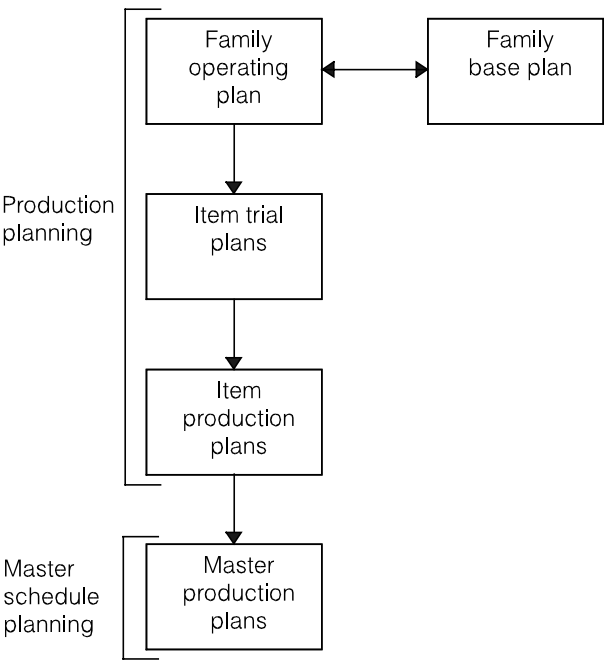 Family
operating
plan
Family
base plan
Production
planning
Item trial
plans
Item
production
plans
Master
schedule
planning
Master
production
plans